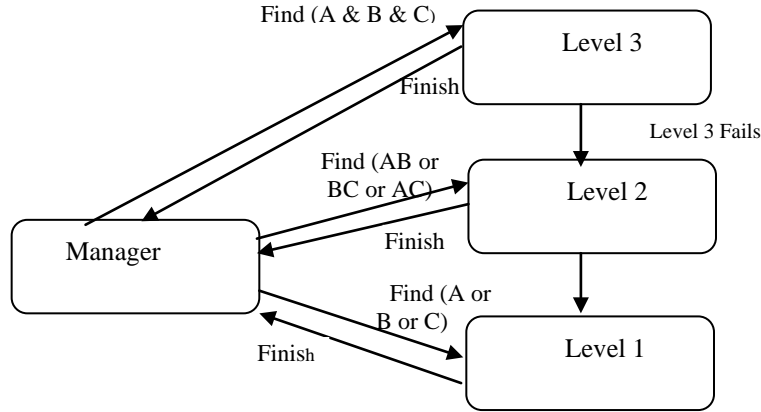 Find (A & B & C)
Level 3
Finish
Level 3 Fails
Find (AB or
BC or AC)
Level 2
Manager
Finish
Find (A or
B or C)
Level 1
Finish